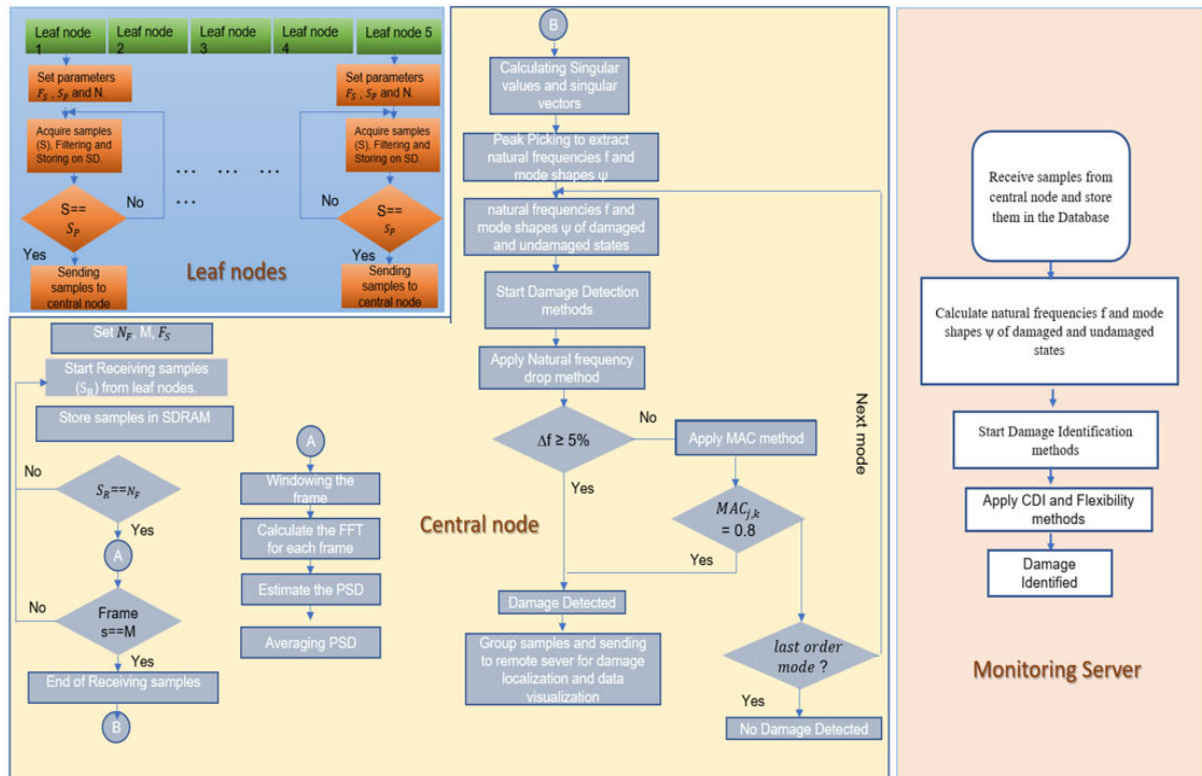 Leaf node
1
Leaf node
2
Leaf node
3
Leaf node
4
Leaf node 5
Set parameters
F_S , S_P and N.
Set parameters
F_S , S_P and N.
Acquire samples
(S), Filtering and
Storing on SD.
Acquire samples
(S), Filtering and
Storing on SD.
... ... ...
...
S==
S_P
No
No
S==
S_P
Yes
Yes
Leaf nodes
Sending
samples to
central node
Sending
samples to
central node
Set N_F, M, F_S
Start Receiving samples
(S_R) from leaf nodes.
Store samples in SDRAM
No
S_R==N_F
Yes
A
No
Frame
s==M
Yes
End of Receiving samples
B
A
Windowing the
frame
Calculate the FFT
for each frame
Estimate the PSD
Averaging PSD
Central node
B
Calculating Singular
values and singular
vectors
Peak Picking to extract
natural frequencies f and
mode shapes ψ
natural frequencies f and
mode shapes ψ of damaged
and undamaged states
Start Damage Detection
methods
Apply Natural frequency
drop method
Δf ≥ 5%
No
Apply MAC method
Yes
MAC_{j,k}
= 0.8
Yes
Next mode
Damage Detected
Group samples and sending
to remote sever for damage
localization and data
visualization
last order
mode ?
Yes
No Damage Detected
Receive samples from
central node and store
them in the Database
Calculate natural frequencies f and mode
shapes ψ of damaged and undamaged
states
Start Damage Identification
methods
Apply CDI and Flexibility
methods
Damage
Identified
Monitoring Server